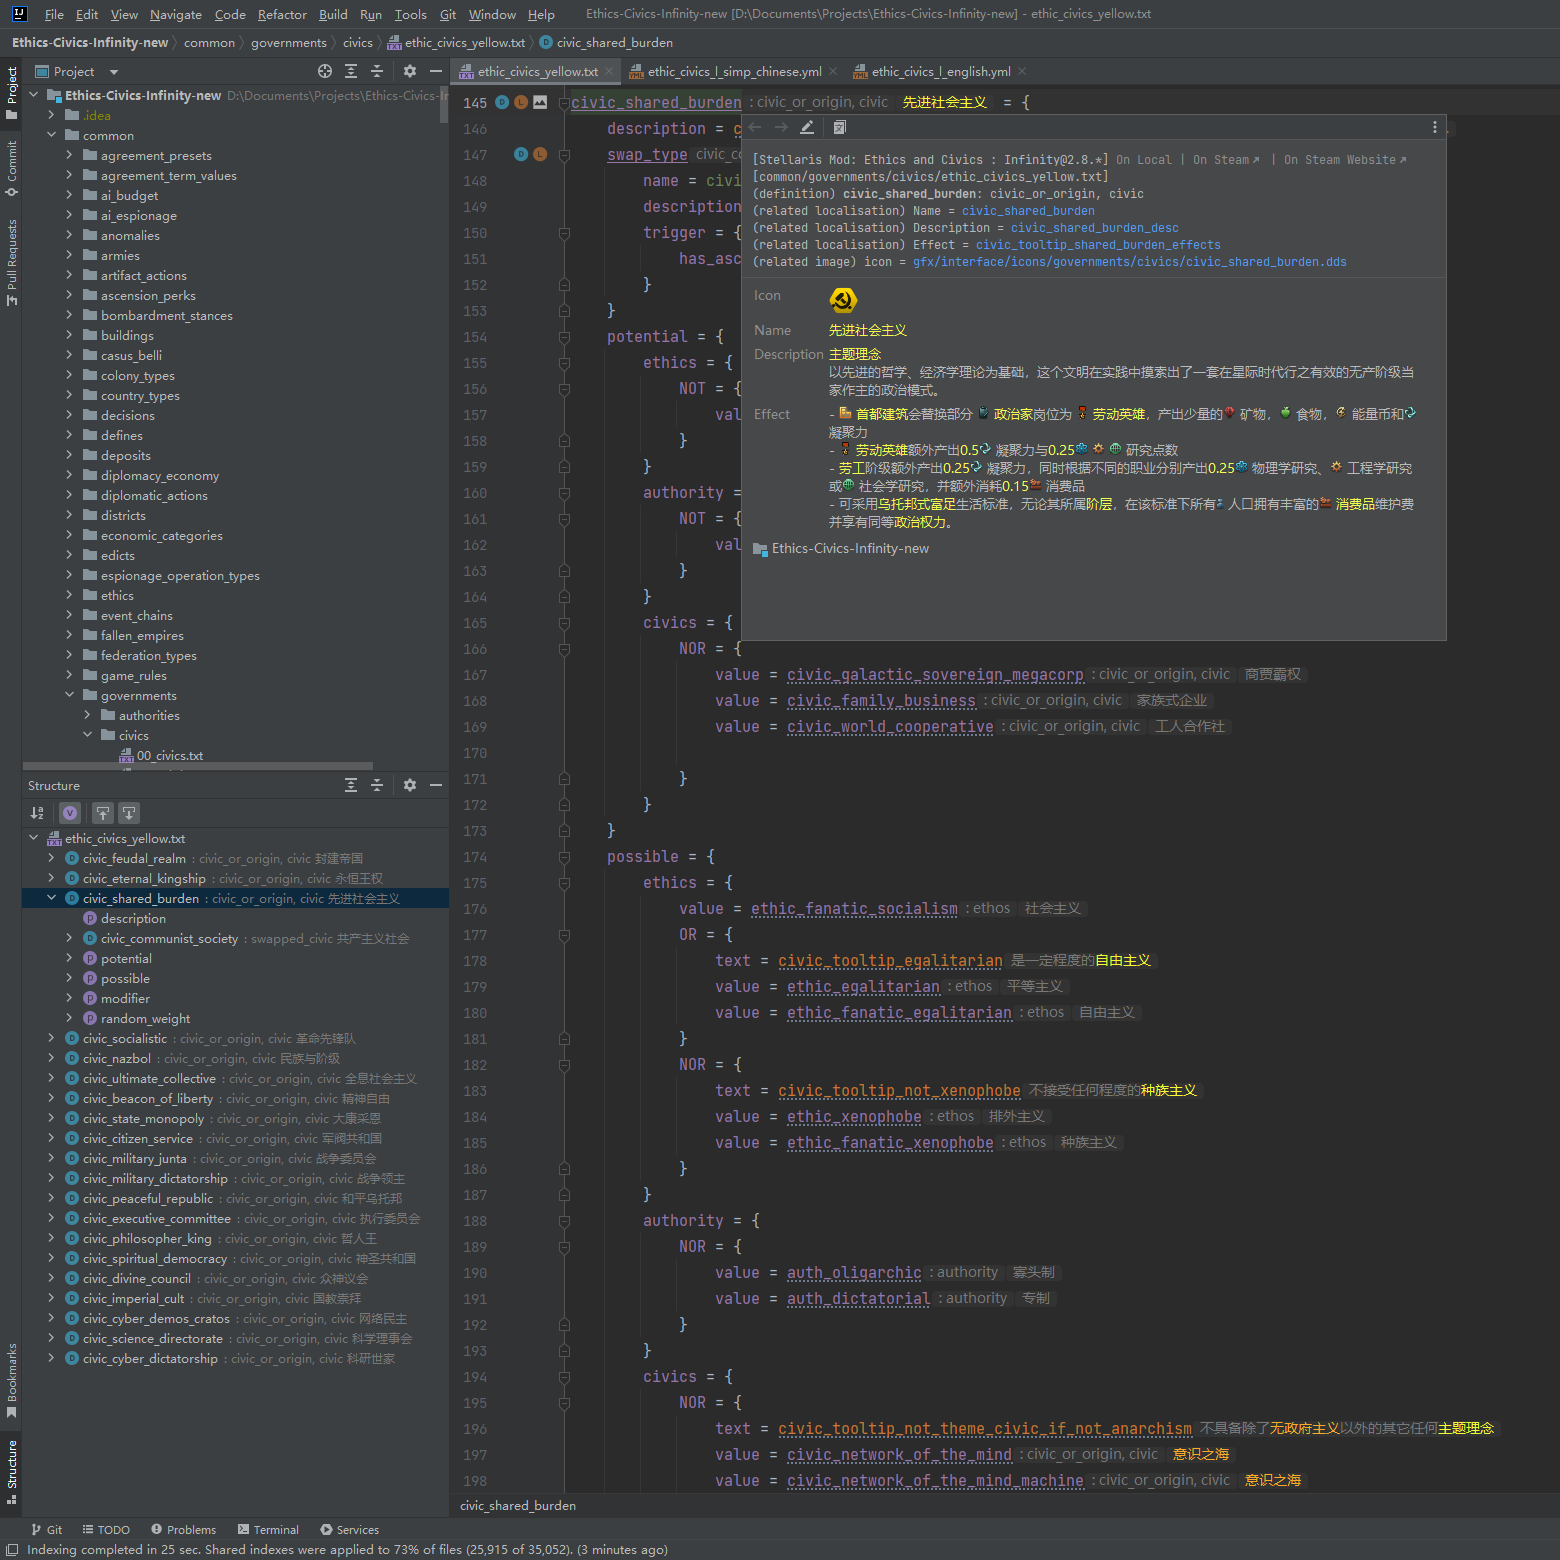 File Edit View Navigate Code Refactor Build Run Tools Git Window Help Ethics-Civics-Infinity-new [D:\Documents\Projects\Ethics-Civics-Infinity-new] - ethic_civics_yellow.txt
Ethics-Civics-Infinity-new common governments civics ethic_civics_yellow.txt civic_shared_burden
Project
Commit
Pull Requests
Bookmarks
Structure
Project
Ethics-Civics-Infinity-new D:\Documents\Projects\Ethics-Civics-Ir
.idea
common
agreement_presets
agreement_term_values
ai_budget
ai_espionage
anomalies
armies
artifact_actions
ascension_perks
bombardment_stances
buildings
casus_belli
colony_types
country_types
decisions
defines
deposits
diplomacy_economy
diplomatic_actions
districts
economic_categories
edicts
espionage_operation_types
ethics
event_chains
fallen_empires
federation_types
game_rules
governments
authorities
civics
00_civics.txt
Structure
ethic_civics_yellow.txt
civic_feudal_realm : civic_or_origin, civic 封建帝国
civic_eternal_kingship : civic_or_origin, civic 永恒王权
civic_shared_burden : civic_or_origin, civic 先进社会主义
description
civic_communist_society : swapped_civic 共产主义社会
potential
possible
modifier
random_weight
civic_socialistic : civic_or_origin, civic 革命先锋队
civic_nazbol : civic_or_origin, civic 民族与阶级
civic_ultimate_collective : civic_or_origin, civic 全息社会主义
civic_beacon_of_liberty : civic_or_origin, civic 精神自由
civic_state_monopoly : civic_or_origin, civic 大康采恩
civic_citizen_service : civic_or_origin, civic 军阀共和国
civic_military_junta : civic_or_origin, civic 战争委员会
civic_military_dictatorship : civic_or_origin, civic 战争领主
civic_peaceful_republic : civic_or_origin, civic 和平乌托邦
civic_executive_committee : civic_or_origin, civic 执行委员会
civic_philosopher_king : civic_or_origin, civic 哲人王
civic_spiritual_democracy : civic_or_origin, civic 神圣共和国
civic_divine_council : civic_or_origin, civic 众神议会
civic_imperial_cult : civic_or_origin, civic 国教崇拜
civic_cyber_demos_cratos : civic_or_origin, civic 网络民主
civic_science_directorate : civic_or_origin, civic 科学理事会
civic_cyber_dictatorship : civic_or_origin, civic 科研世家
ethic_civics_yellow.txt ethic_civics_l_simp_chinese.yml ethic_civics_l_english.yml
145 civic_shared_burden : civic_or_origin, civic 先进社会主义 = {
146 description = c
147 swap_type civic_co
148 name = civi
149 description
150 trigger = {
151 has_asc
152 }
153 }
154 potential = {
155 ethics = {
156 NOT = {
157 val
158 }
159 }
160 authority =
161 NOT = {
162 val
163 }
164 }
165 civics = {
166 NOR = {
167 value = civic_galactic_sovereign_megacorp : civic_or_origin, civic 商贾霸权
168 value = civic_family_business : civic_or_origin, civic 家族式企业
169 value = civic_world_cooperative : civic_or_origin, civic 工人合作社
170
171 }
172 }
173 }
174 possible = {
175 ethics = {
176 value = ethic_fanatic_socialism : ethos 社会主义
177 OR = {
178 text = civic_tooltip_egalitarian 是一定程度的自由主义
179 value = ethic_egalitarian : ethos 平等主义
180 value = ethic_fanatic_egalitarian : ethos 自由主义
181 }
182 NOR = {
183 text = civic_tooltip_not_xenophobe 不接受任何程度的种族主义
184 value = ethic_xenophobe : ethos 排外主义
185 value = ethic_fanatic_xenophobe : ethos 种族主义
186 }
187 }
188 authority = {
189 NOR = {
190 value = auth_oligarchic : authority 寡头制
191 value = auth_dictatorial : authority 专制
192 }
193 }
194 civics = {
195 NOR = {
196 text = civic_tooltip_not_theme_civic_if_not_anarchism 不具备除了无政府主义以外的其它任何主题理念
197 value = civic_network_of_the_mind : civic_or_origin, civic 意识之海
198 value = civic_network_of_the_mind_machine : civic_or_origin, civic 意识之海
[Stellaris Mod: Ethics and Civics : Infinity@2.8.*] On Local | On Steam | On Steam Website
[common/governments/civics/ethic_civics_yellow.txt]
(definition) civic_shared_burden: civic_or_origin, civic
(related localisation) Name = civic_shared_burden
(related localisation) Description = civic_shared_burden_desc
(related localisation) Effect = civic_tooltip_shared_burden_effects
(related image) icon = gfx/interface/icons/governments/civics/civic_shared_burden.dds
Icon
Name 先进社会主义
Description 主题理念
以先进的哲学、经济学理论为基础，这个文明在实践中摸索出了一套在星际时代行之有效的无产阶级当
家作主的政治模式。
Effect - 首都建筑会替换部分 政治家岗位为 劳动英雄，产出少量的 矿物， 食物， 能量币和
凝聚力
- 劳动英雄额外产出0.5 凝聚力与0.25 研究点数
- 劳工阶级额外产出0.25 凝聚力，同时根据不同的职业分别产出0.25 物理学研究、 工程学研究
或 社会学研究，并额外消耗0.15 消费品
- 可采用乌托邦式富足生活标准，无论其所属阶层，在该标准下所有 人口拥有丰富的 消费品维护费
并享有同等政治权力。
Ethics-Civics-Infinity-new
civic_shared_burden
Git TODO Problems Terminal Services
Indexing completed in 25 sec. Shared indexes were applied to 73% of files (25,915 of 35,052). (3 minutes ago)